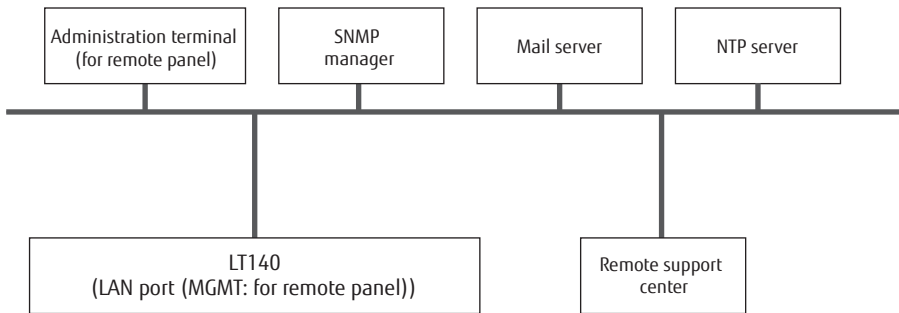 Administration terminal
(for remote panel)
SNMP
manager
Mail server
NTP server
LT140
(LAN port (MGMT: for remote panel))
Remote support
center